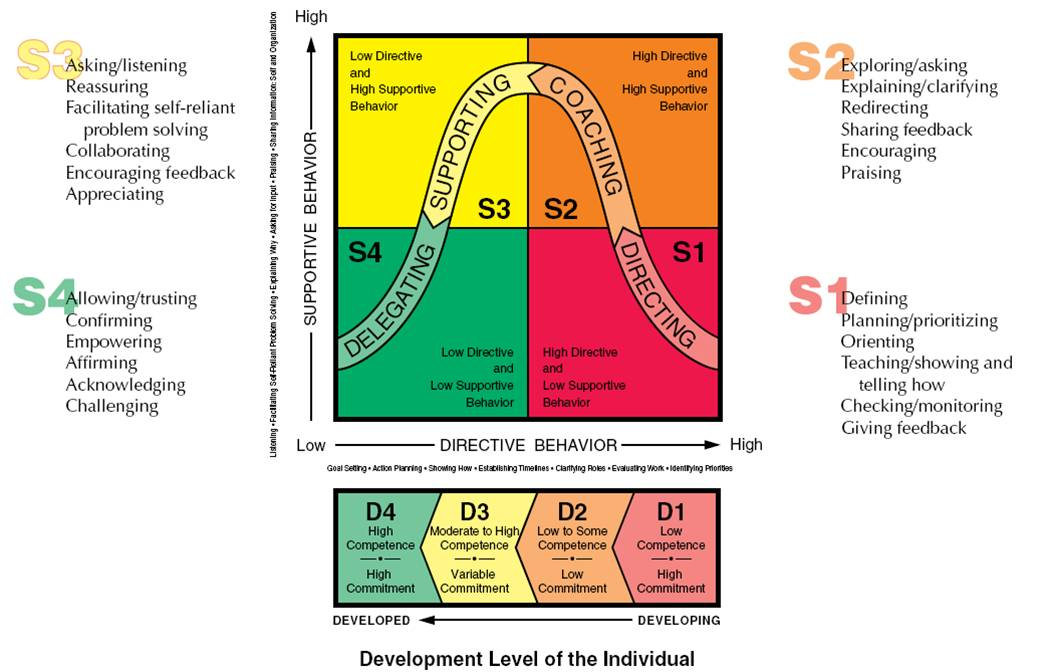 High
S3
Asking/listening
Reassuring
Facilitating self-reliant
problem solving
Collaborating
Encouraging feedback
Appreciating
S4
Allowing/trusting
Confirming
Empowering
Affirming
Acknowledging
Challenging
Listening • Facilitating Self-Reliant Problem Solving • Explaining Why • Asking for Input • Praising • Sharing Information: Self and Organization
SUPPORTIVE BEHAVIOR
Low Directive
and
High Supportive
Behavior
High Directive
and
High Supportive
Behavior
SUPPORTING
COACHING
S3
S2
S4
S1
DELEGATING
DIRECTING
Low Directive
and
Low Supportive
Behavior
High Directive
and
Low Supportive
Behavior
S2
Exploring/asking
Explaining/clarifying
Redirecting
Sharing feedback
Encouraging
Praising
S1
Defining
Planning/prioritizing
Orienting
Teaching/showing and
telling how
Checking/monitoring
Giving feedback
Low DIRECTIVE BEHAVIOR High
Goal Setting • Action Planning • Showing How • Establishing Timelines • Clarifying Roles • Evaluating Work • Identifying Priorities
D4
High
Competence
High
Commitment
D3
Moderate to High
Competence
Variable
Commitment
D2
Low to Some
Competence
Low
Commitment
D1
Low
Competence
High
Commitment
DEVELOPED DEVELOPING
Development Level of the Individual